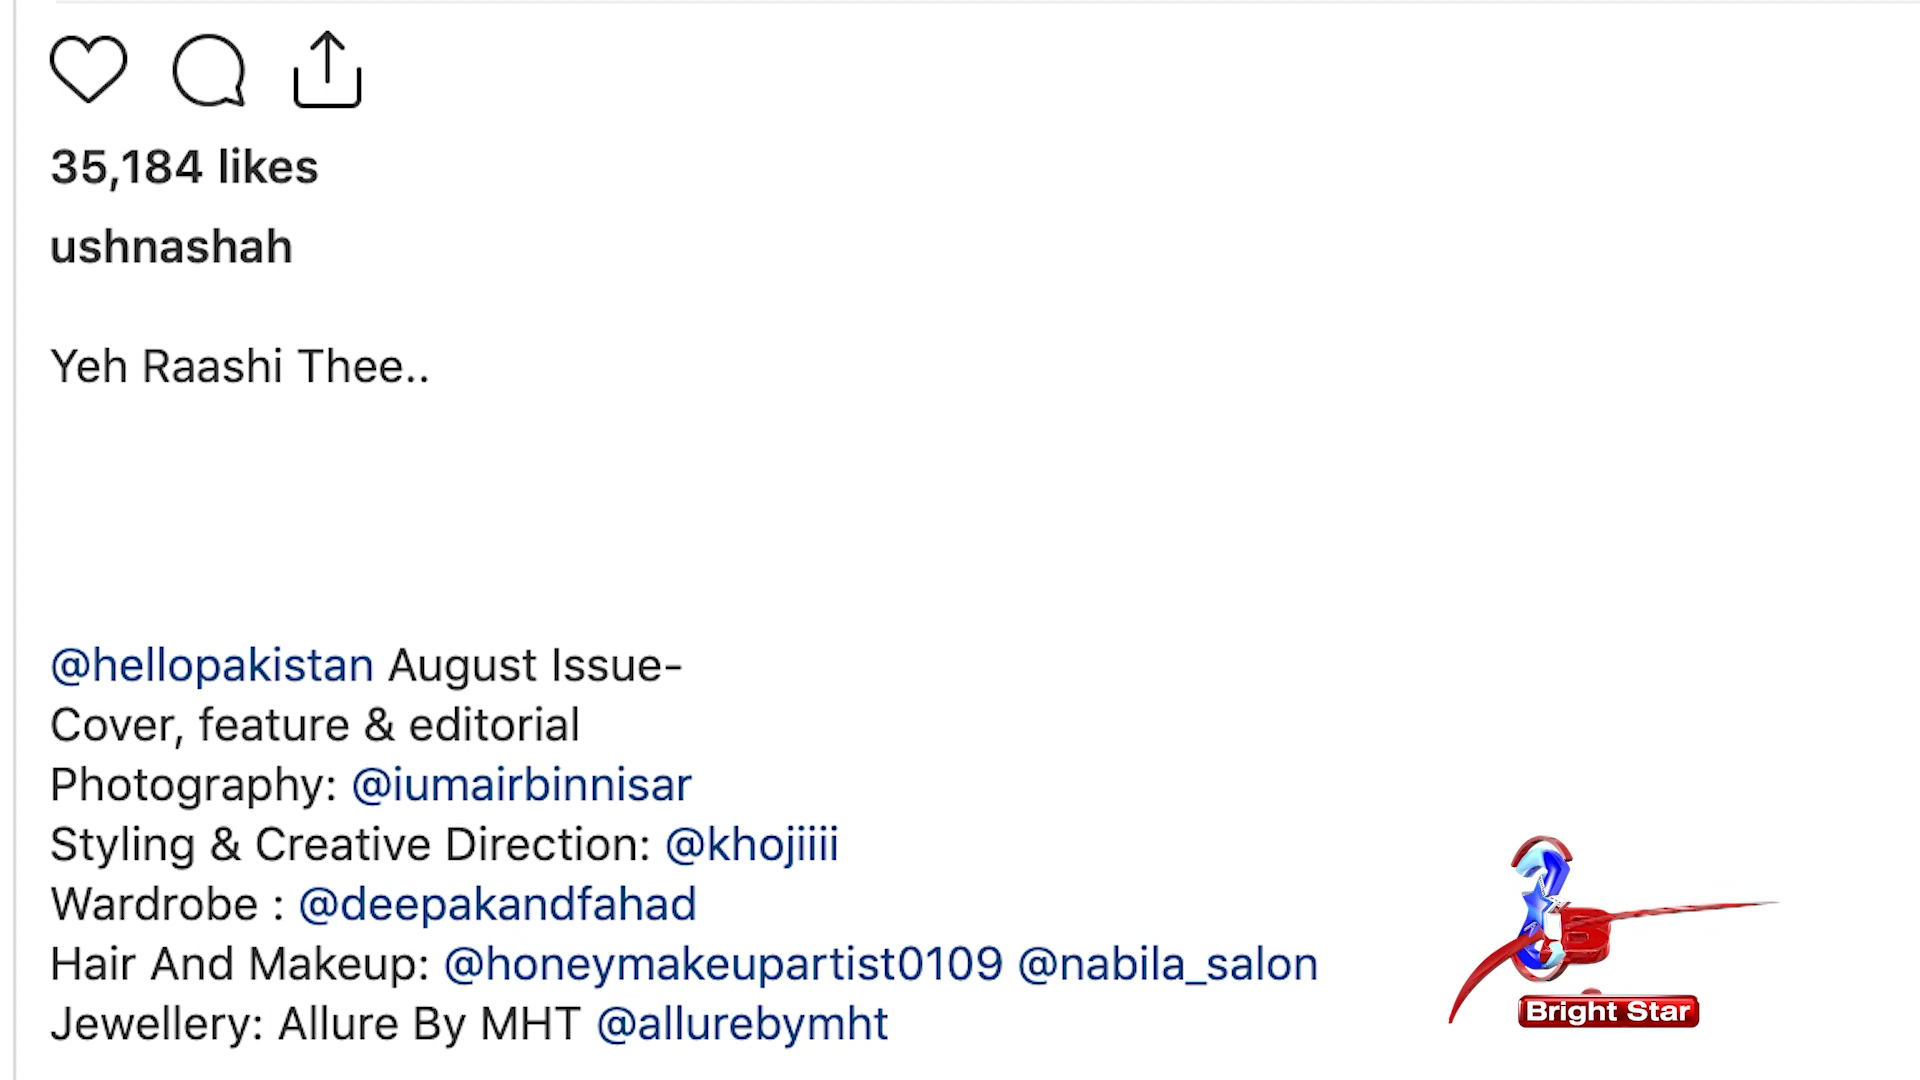 35,184 likes
ushnashah
Yeh Raashi Thee..
@hellopakistan August Issue-
Cover, feature & editorial
Photography: @iumairbinnisar
Styling & Creative Direction: @khojiiii
Wardrobe : @deepakandfahad
Hair And Makeup: @honeymakeupartist0109 @nabila_salon
Jewellery: Allure By MHT @allurebymht
Bright Star